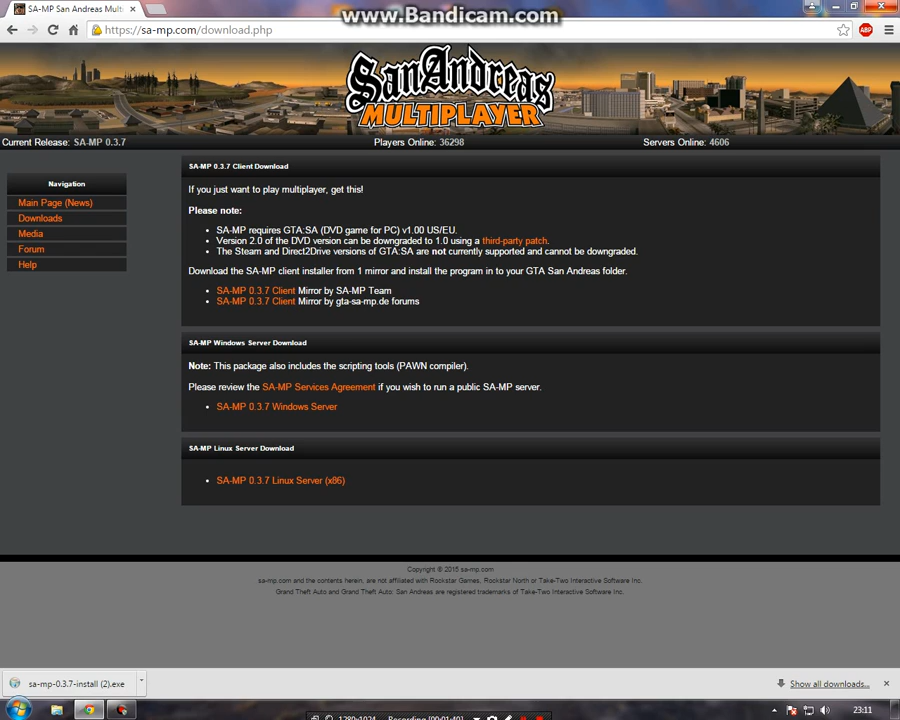 www.Bandicam.com
SA-MP San Andreas Mult
https://sa-mp.com/download.php
ABP
San Andreas
MULTIPLAYER
Current Release: SA-MP 0.3.7
Players Online: 36298
Servers Online: 4606
Navigation
Main Page (News)
Downloads
Media
Forum
Help
SA-MP 0.3.7 Client Download
If you just want to play multiplayer, get this!
Please note:
SA-MP requires GTA:SA (DVD game for PC) v1.00 US/EU.
Version 2.0 of the DVD version can be downgraded to 1.0 using a third-party patch.
The Steam and Direct2Drive versions of GTA:SA are not currently supported and cannot be downgraded.
Download the SA-MP client installer from 1 mirror and install the program in to your GTA San Andreas folder.
SA-MP 0.3.7 Client Mirror by SA-MP Team
SA-MP 0.3.7 Client Mirror by gta-sa-mp.de forums
SA-MP Windows Server Download
Note: This package also includes the scripting tools (PAWN compiler).
Please review the SA-MP Services Agreement if you wish to run a public SA-MP server.
SA-MP 0.3.7 Windows Server
SA-MP Linux Server Download
SA-MP 0.3.7 Linux Server (x86)
Copyright © 2015 sa-mp.com
sa-mp.com and the contents herein, are not affiliated with Rockstar Games, Rockstar North or Take-Two Interactive Software Inc.
Grand Theft Auto and Grand Theft Auto: San Andreas are registered trademarks of Take-Two Interactive Software Inc.
sa-mp-0.3.7-install (2).exe
Show all downloads...
1280x1024
Recording [00:01:40]
23:11